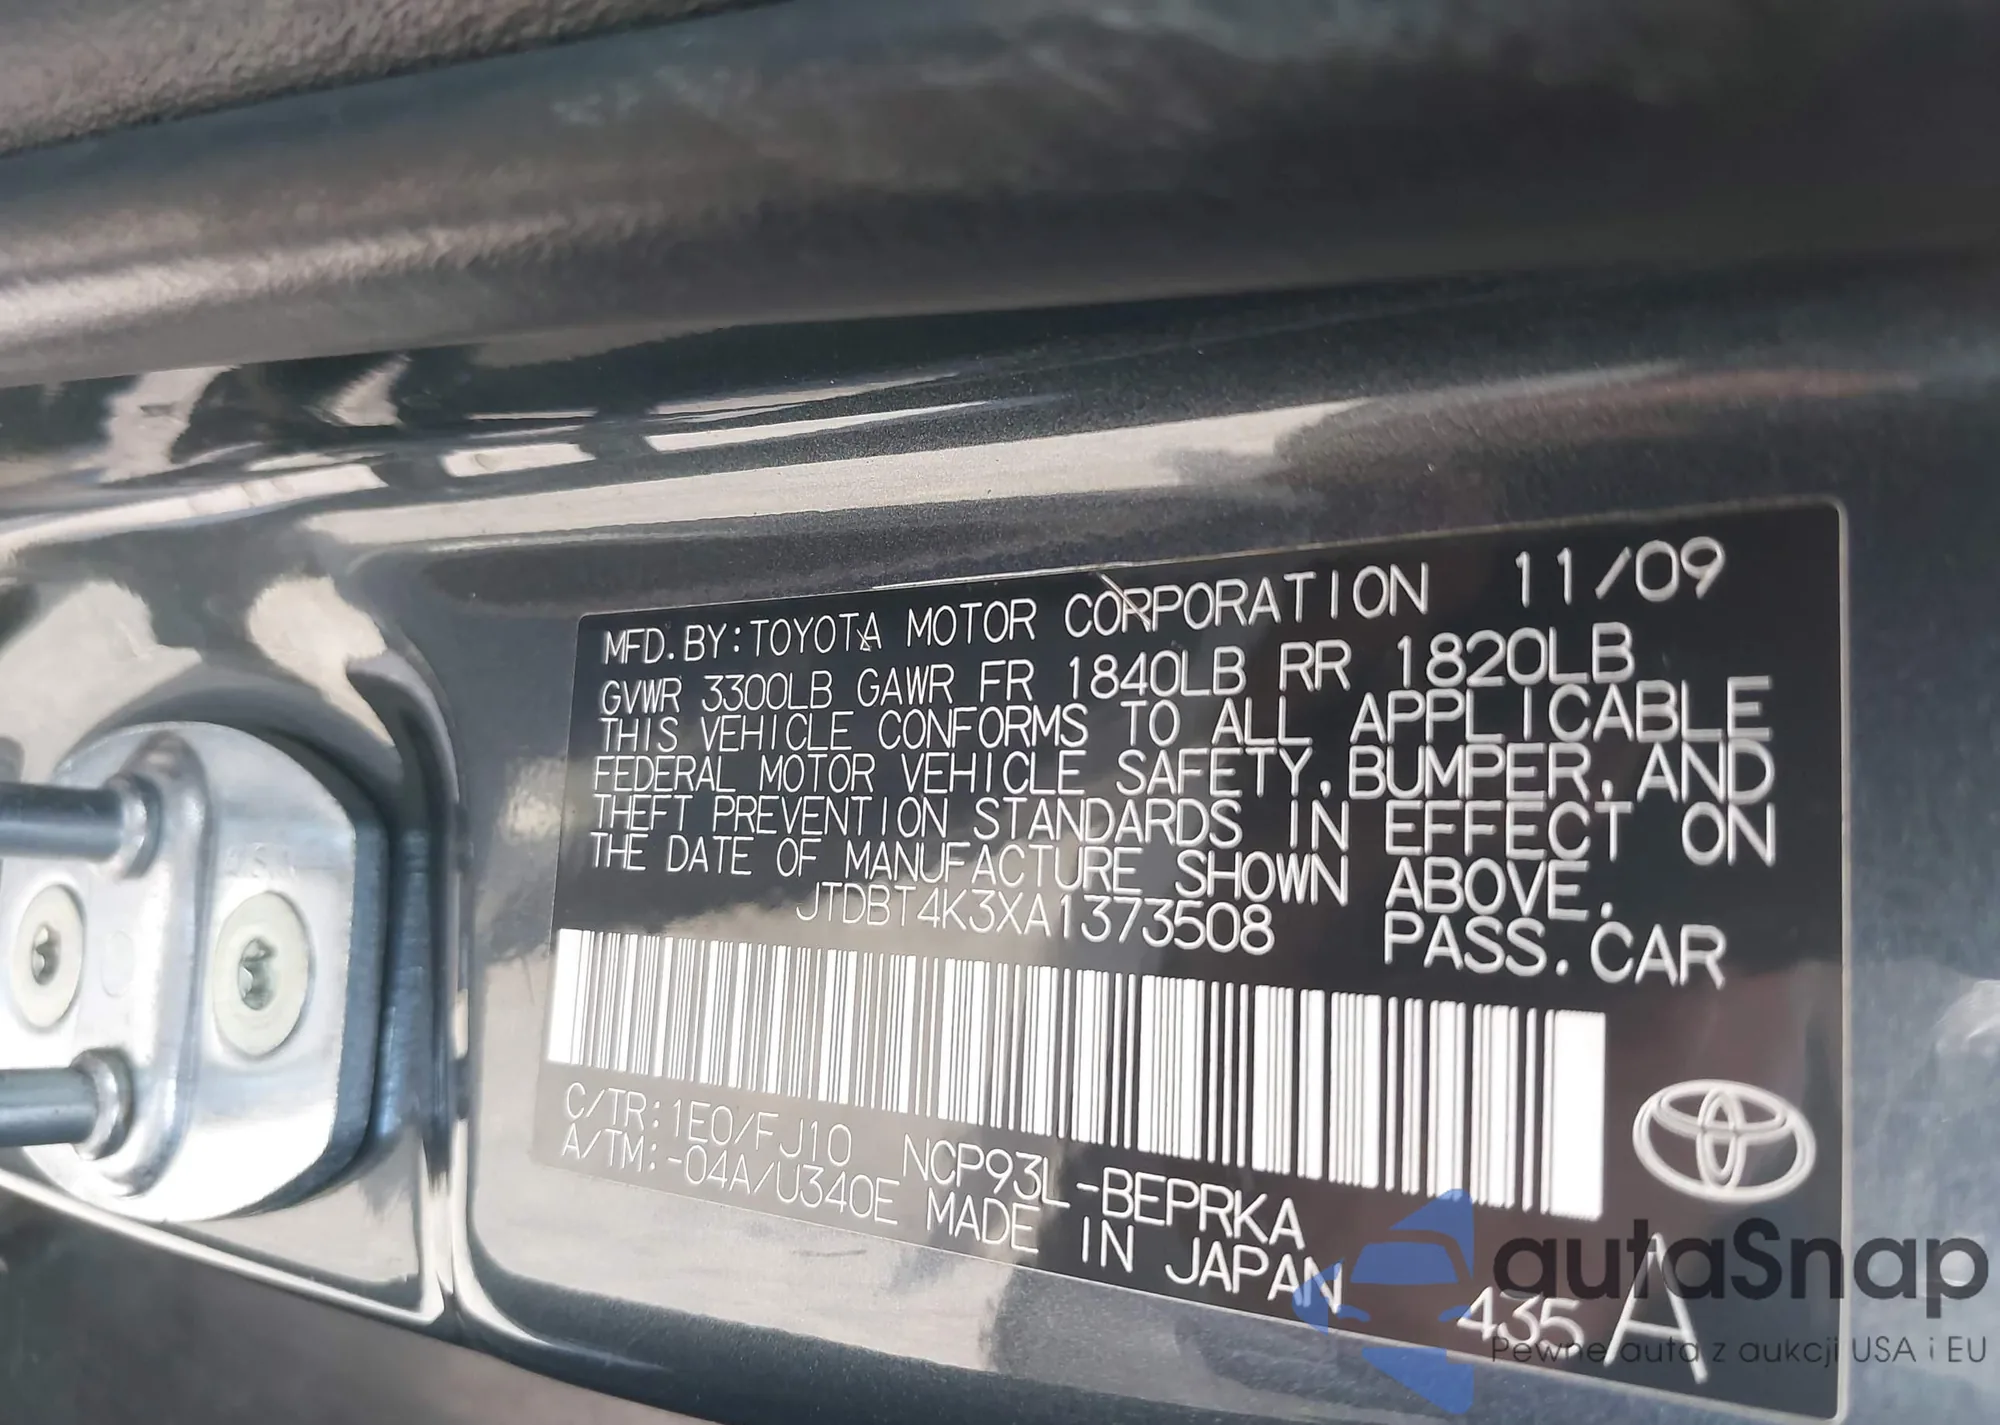 MFD.BY:TOYOTA MOTOR CORPORATION 11/09
GVWR 3300LB GAWR FR 1840LB RR 1820LB
THIS VEHICLE CONFORMS TO ALL APPLICABLE
FEDERAL MOTOR VEHICLE SAFETY,BUMPER,AND
THEFT PREVENTION STANDARDS IN EFFECT ON
THE DATE OF MANUFACTURE SHOWN ABOVE.
JTDBT4K3XA1373508 PASS.CAR
C/TR:1E0/FJ10 NCP93L-BEPRKA
A/TM:-04A/U340E MADE IN JAPAN
435 A
autaSnap
Pewne auta z aukcji USA i EU